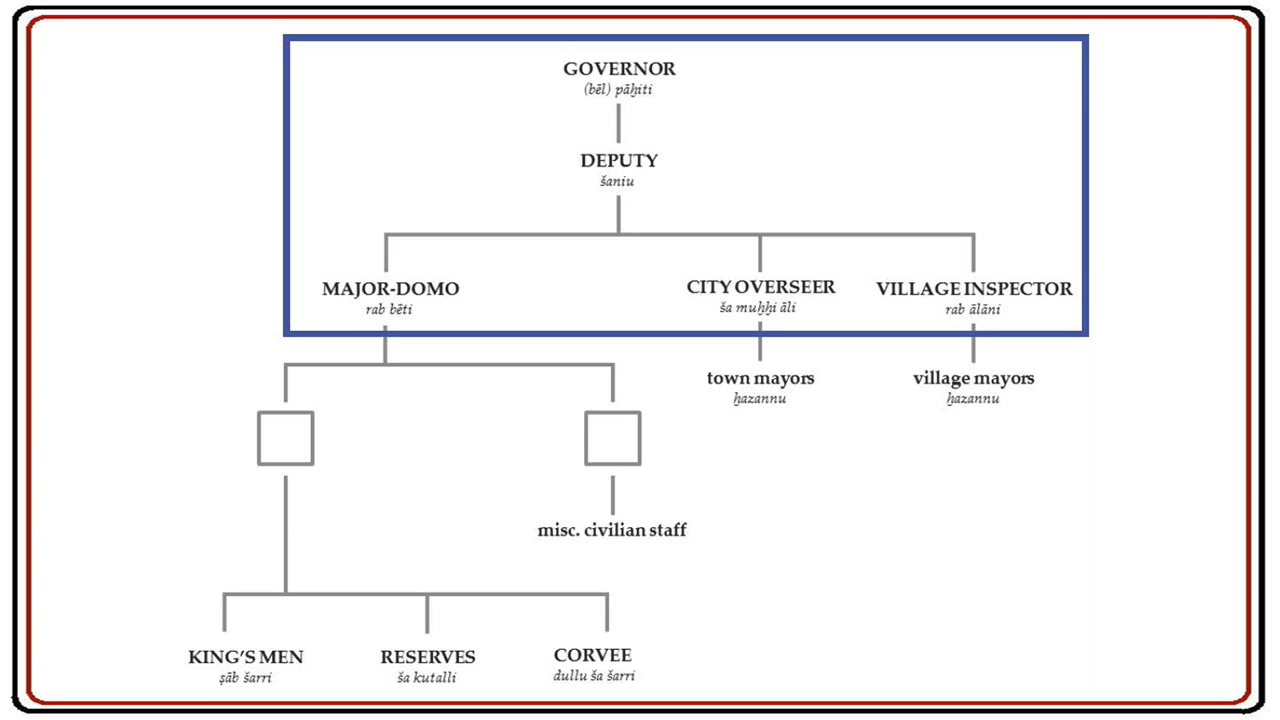 GOVERNOR
(bēl) pāḫiti
DEPUTY
šaniu
MAJOR-DOMO
rab bēti
CITY OVERSEER
ša muḫḫi āli
VILLAGE INSPECTOR
rab ālāni
town mayors
ḫazannu
village mayors
ḫazannu
misc. civilian staff
KING'S MEN
ṣāb šarri
RESERVES
ša kutalli
CORVEE
dullu ša šarri